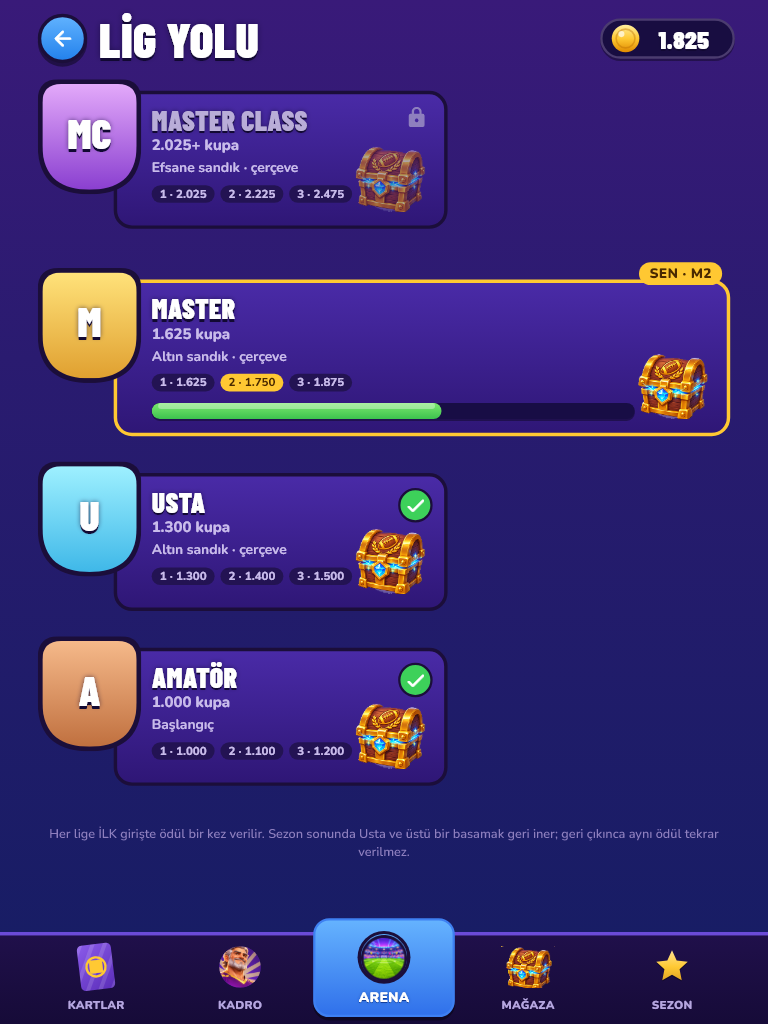 LİG YOLU
1.825
MC
MASTER CLASS
2.025+ kupa
Efsane sandık · çerçeve
1 · 2.025 2 · 2.225 3 · 2.475
SEN · M2
M
MASTER
1.625 kupa
Altın sandık · çerçeve
1 · 1.625 2 · 1.750 3 · 1.875
U
USTA
1.300 kupa
Altın sandık · çerçeve
1 · 1.300 2 · 1.400 3 · 1.500
A
AMATÖR
1.000 kupa
Başlangıç
1 · 1.000 2 · 1.100 3 · 1.200
Her lige İLK girişte ödül bir kez verilir. Sezon sonunda Usta ve üstü bir basamak geri iner; geri çıkınca aynı ödül tekrar
verilmez.
KARTLAR KADRO ARENA MAĞAZA SEZON